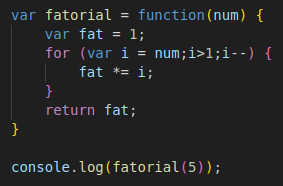 var fatorial = function(num) {
    var fat = 1;
    for (var i = num;i>1;i--) {
        fat *= i;
    }
    return fat;
}

console.log(fatorial(5));